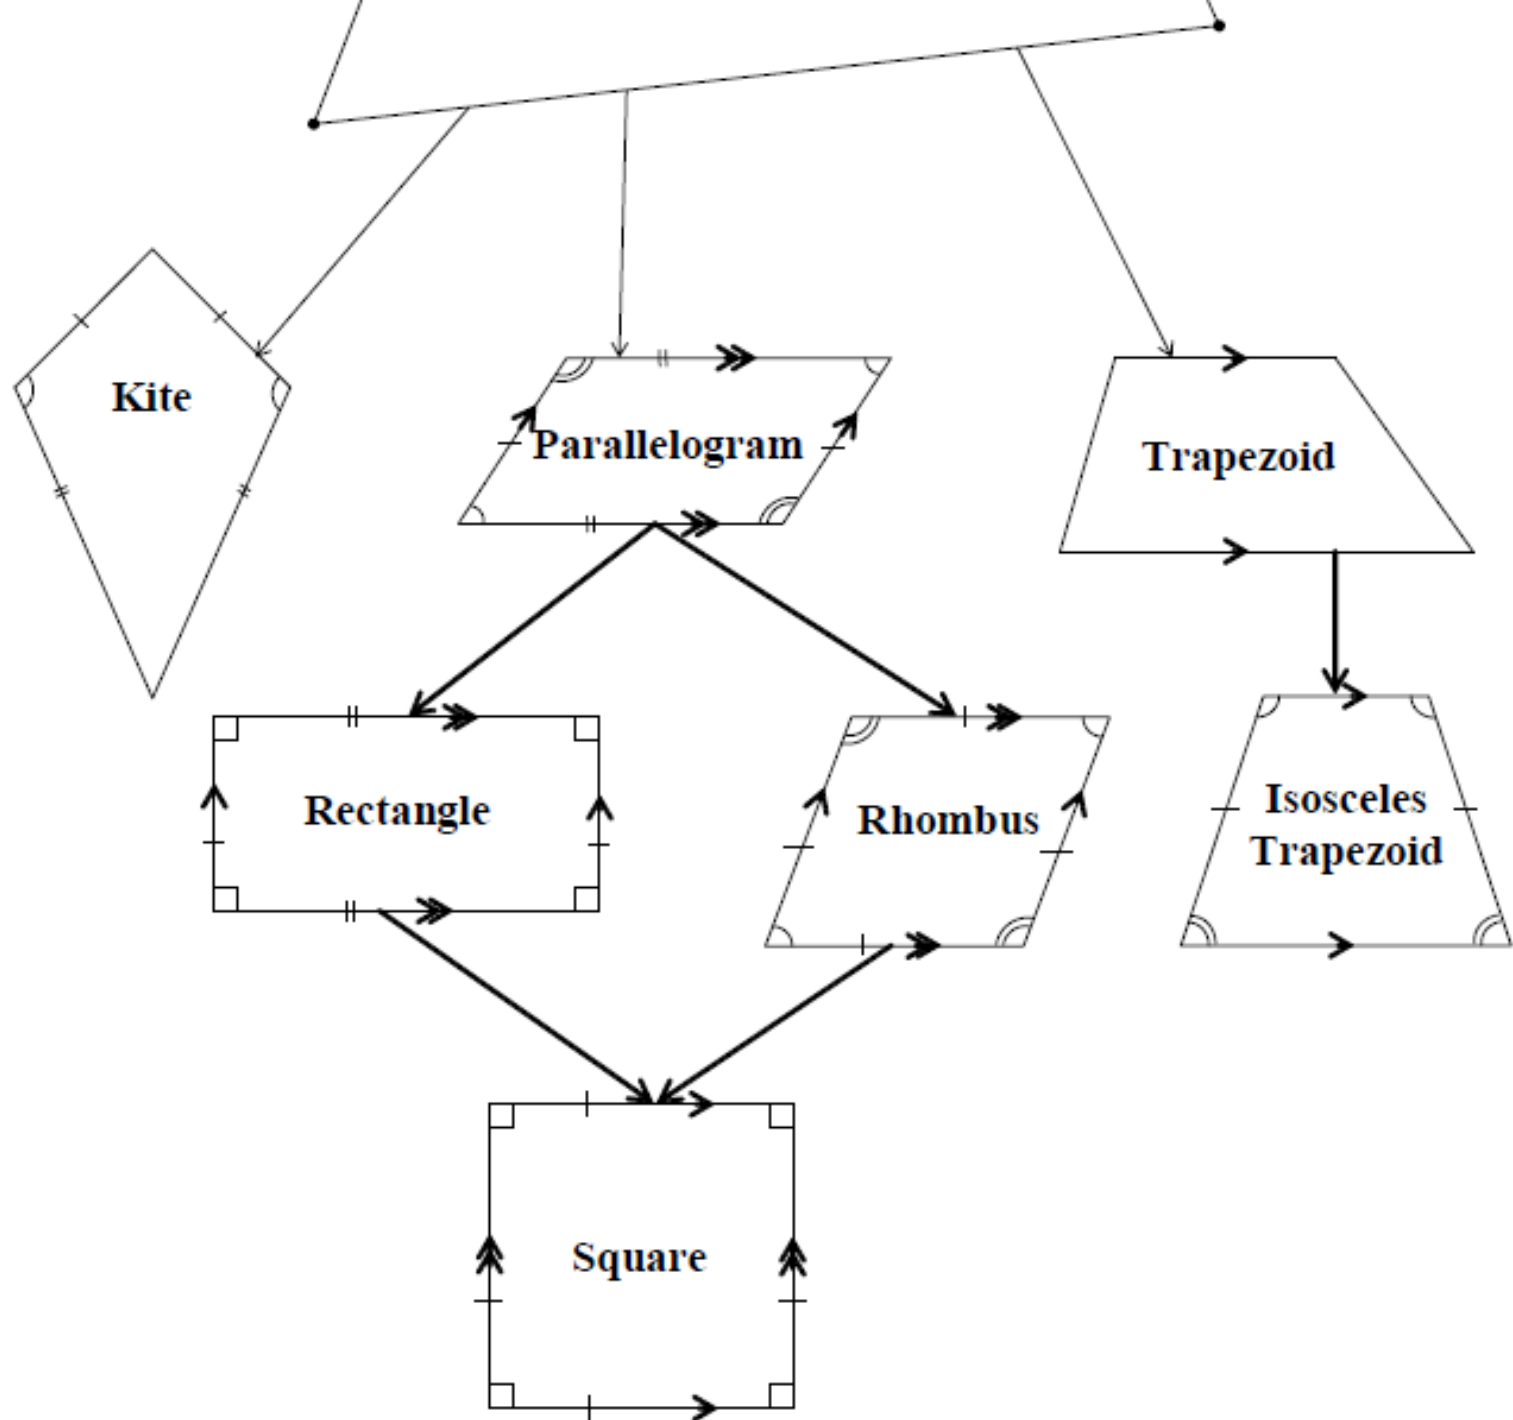 Kite
Parallelogram
Trapezoid
Rectangle
Rhombus
Isosceles
Trapezoid
Square